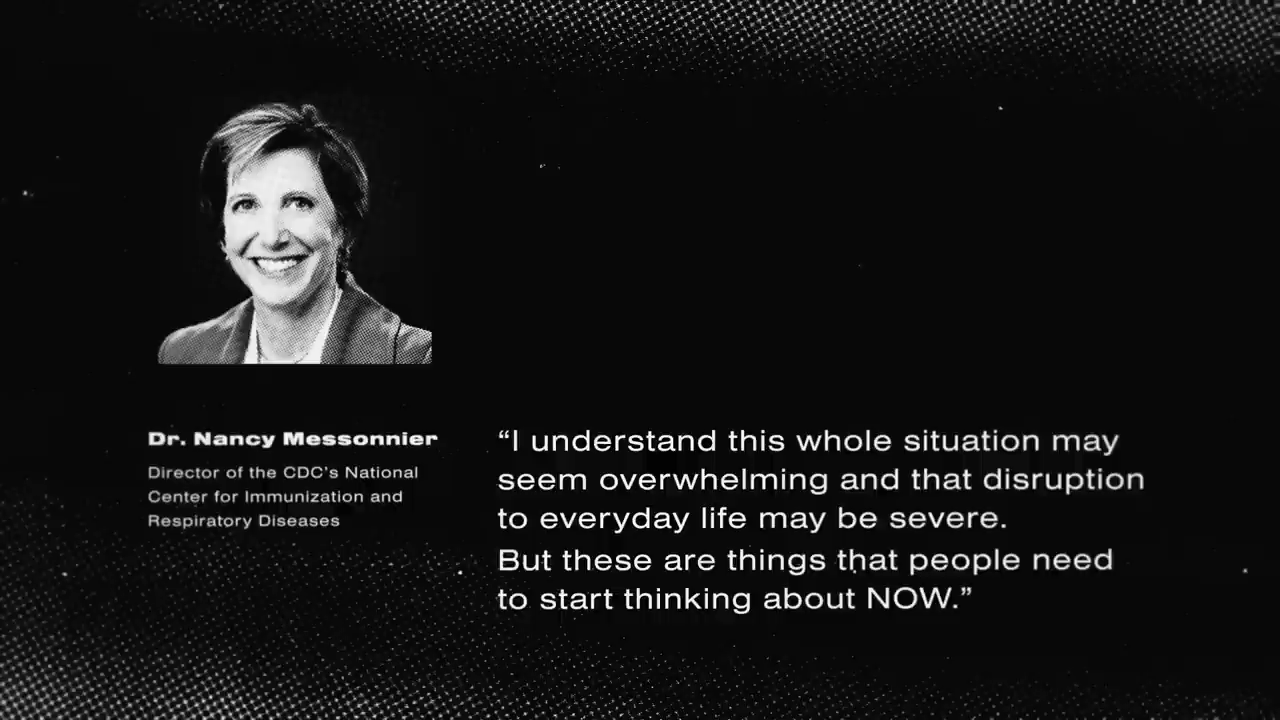 Dr. Nancy Messonnier
Director of the CDC's National
Center for Immunization and
Respiratory Diseases
“I understand this whole situation may
seem overwhelming and that disruption
to everyday life may be severe.
But these are things that people need
to start thinking about NOW.”